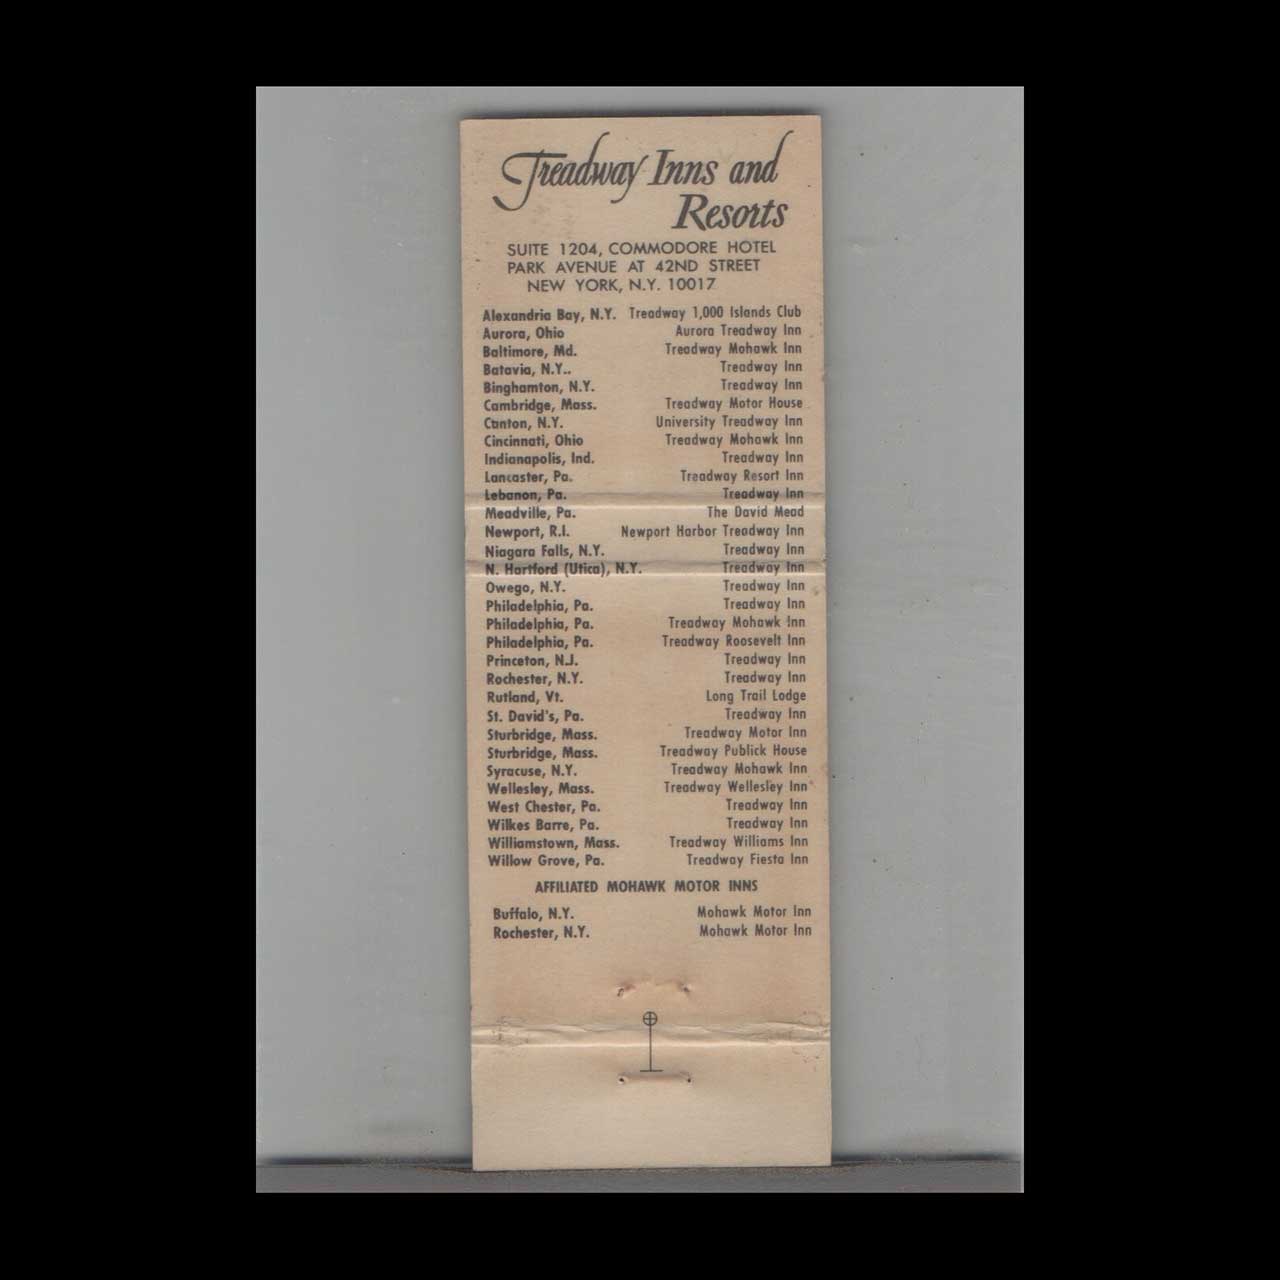 Treadway Inns and
Resorts
SUITE 1204, COMMODORE HOTEL
PARK AVENUE AT 42ND STREET
NEW YORK, N.Y. 10017
Alexandria Bay, N.Y. Treadway 1,000 Islands Club
Aurora, Ohio Aurora Treadway Inn
Baltimore, Md. Treadway Mohawk Inn
Batavia, N.Y.. Treadway Inn
Binghamton, N.Y. Treadway Inn
Cambridge, Mass. Treadway Motor House
Canton, N.Y. University Treadway Inn
Cincinnati, Ohio Treadway Mohawk Inn
Indianapolis, Ind. Treadway Inn
Lancaster, Pa. Treadway Resort Inn
Lebanon, Pa. Treadway Inn
Meadville, Pa. The David Mead
Newport, R.I. Newport Harbor Treadway Inn
Niagara Falls, N.Y. Treadway Inn
N. Hartford (Utica), N.Y. Treadway Inn
Owego, N.Y. Treadway Inn
Philadelphia, Pa. Treadway Inn
Philadelphia, Pa. Treadway Mohawk Inn
Philadelphia, Pa. Treadway Roosevelt Inn
Princeton, N.J. Treadway Inn
Rochester, N.Y. Treadway Inn
Rutland, Vt. Long Trail Lodge
St. David's, Pa. Treadway Inn
Sturbridge, Mass. Treadway Motor Inn
Sturbridge, Mass. Treadway Publick House
Syracuse, N.Y. Treadway Mohawk Inn
Wellesley, Mass. Treadway Wellesley Inn
West Chester, Pa. Treadway Inn
Wilkes Barre, Pa. Treadway Inn
Williamstown, Mass. Treadway Williams Inn
Willow Grove, Pa. Treadway Fiesta Inn
AFFILIATED MOHAWK MOTOR INNS
Buffalo, N.Y. Mohawk Motor Inn
Rochester, N.Y. Mohawk Motor Inn